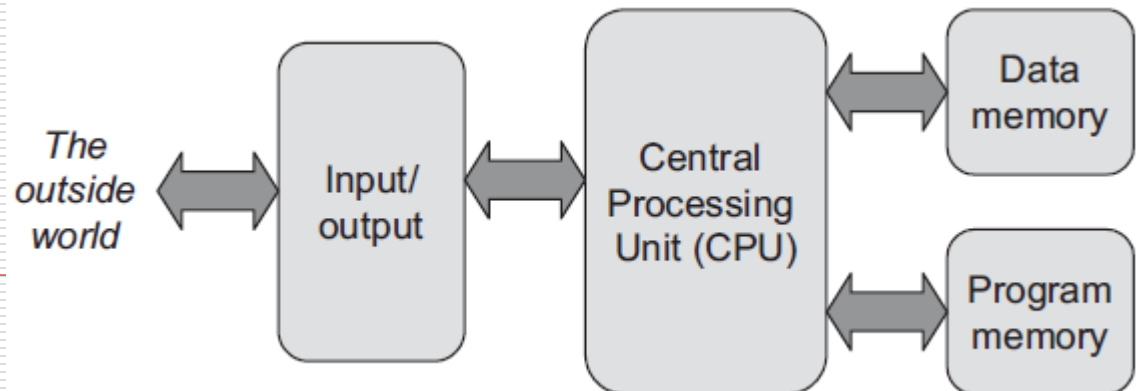 The
outside
world
Input/
output
Central
Processing
Unit (CPU)
Data
memory
Program
memory